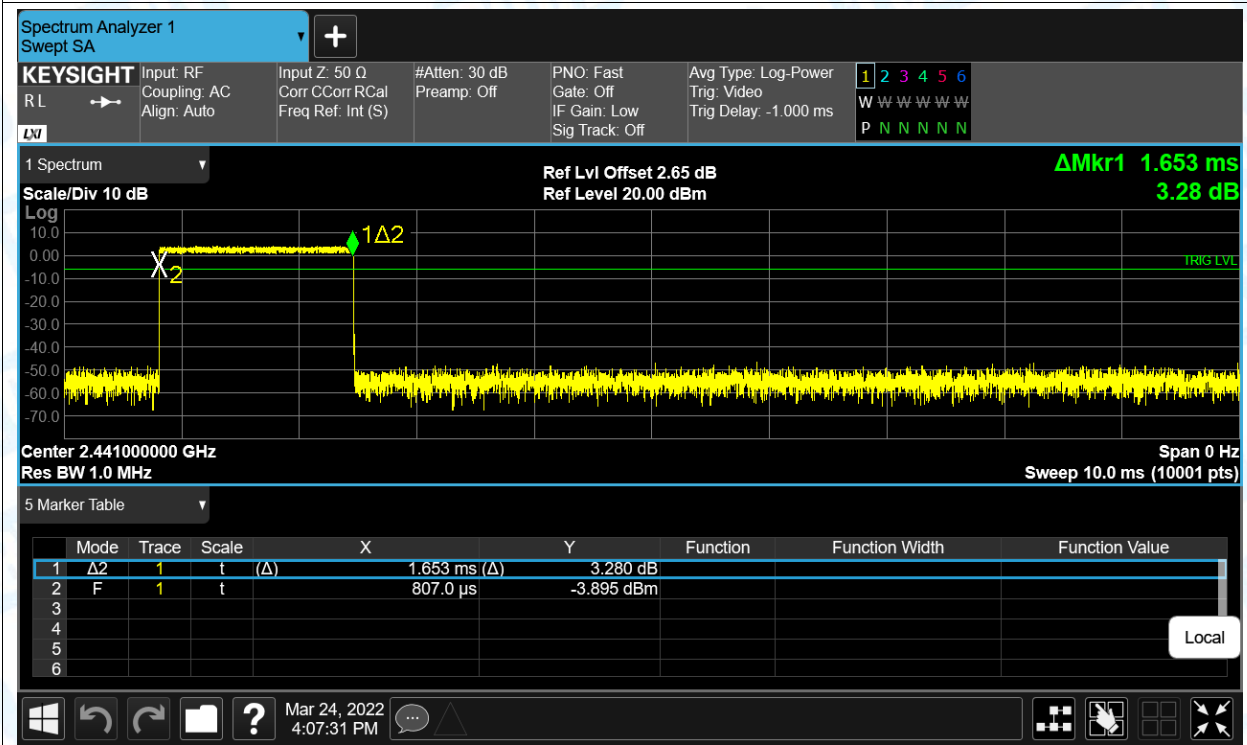 Spectrum Analyzer 1
Swept SA
KEYSIGHT
R L
LXI
Input: RF
Coupling: AC
Align: Auto
Input Z: 50 Ω
Corr CCorr RCal
Freq Ref: Int (S)
#Atten: 30 dB
Preamp: Off
PNO: Fast
Gate: Off
IF Gain: Low
Sig Track: Off
Avg Type: Log-Power
Trig: Video
Trig Delay: -1.000 ms
1 2 3 4 5 6
W W W W W W
P N N N N N
1 Spectrum
Scale/Div 10 dB
Ref Lvl Offset 2.65 dB
Ref Level 20.00 dBm
ΔMkr1 1.653 ms
3.28 dB
Log
10.0
0.00
-10.0
-20.0
-30.0
-40.0
-50.0
-60.0
-70.0
1Δ2
2
TRIG LVL
Center 2.441000000 GHz
Span 0 Hz
Res BW 1.0 MHz
Sweep 10.0 ms (10001 pts)
5 Marker Table
Mode Trace Scale X Y Function Function Width Function Value
1 Δ2 1 t (Δ) 1.653 ms (Δ) 3.280 dB
2 F 1 t 807.0 µs -3.895 dBm
3
4
5
6
Local
?
Mar 24, 2022
4:07:31 PM